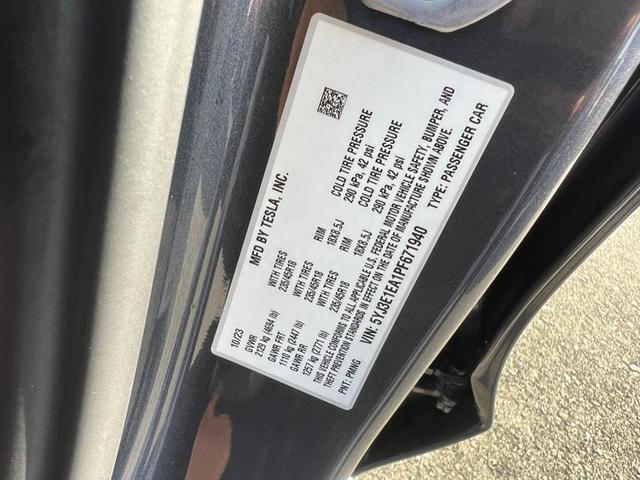 MFD BY TESLA, INC.
10/23
GVWR
2129 kg (4694 lb)
GAWR FRT WITH TIRES RIM COLD TIRE PRESSURE
1110 kg (2447 lb) 235/45R18 18X8.5J 290 kPa, 42 psi
GAWR RR WITH TIRES RIM COLD TIRE PRESSURE
1257 kg (2771 lb) 235/45R18 18X8.5J 290 kPa, 42 psi
THIS VEHICLE CONFORMS TO ALL APPLICABLE U.S. FEDERAL MOTOR VEHICLE SAFETY, BUMPER, AND
THEFT PREVENTION STANDARDS IN EFFECT ON THE DATE OF MANUFACTURE SHOWN ABOVE.
PNT: PMNG VIN: 5YJ3E1EA1PF671940 TYPE: PASSENGER CAR